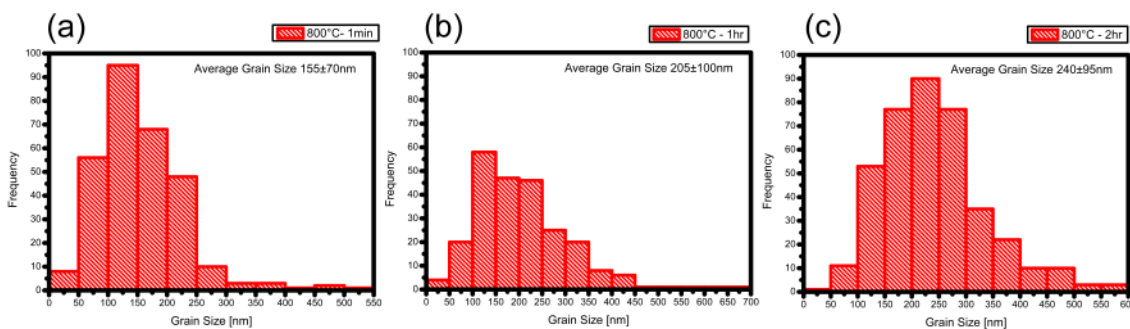 (a)
800°C- 1min
Average Grain Size 155±70nm
Frequency
100
90
80
70
60
50
40
30
20
10
0
0 50 100 150 200 250 300 350 400 450 500 550
Grain Size [nm]
(b)
800°C - 1hr
Average Grain Size 205±100nm
Frequency
100
90
80
70
60
50
40
30
20
10
0
0 50 100 150 200 250 300 350 400 450 500 550 600 650 700
Grain Size [nm]
(c)
800°C - 2hr
Average Grain Size 240±95nm
Frequency
100
90
80
70
60
50
40
30
20
10
0
0 50 100 150 200 250 300 350 400 450 500 550 600
Grain Size [nm]